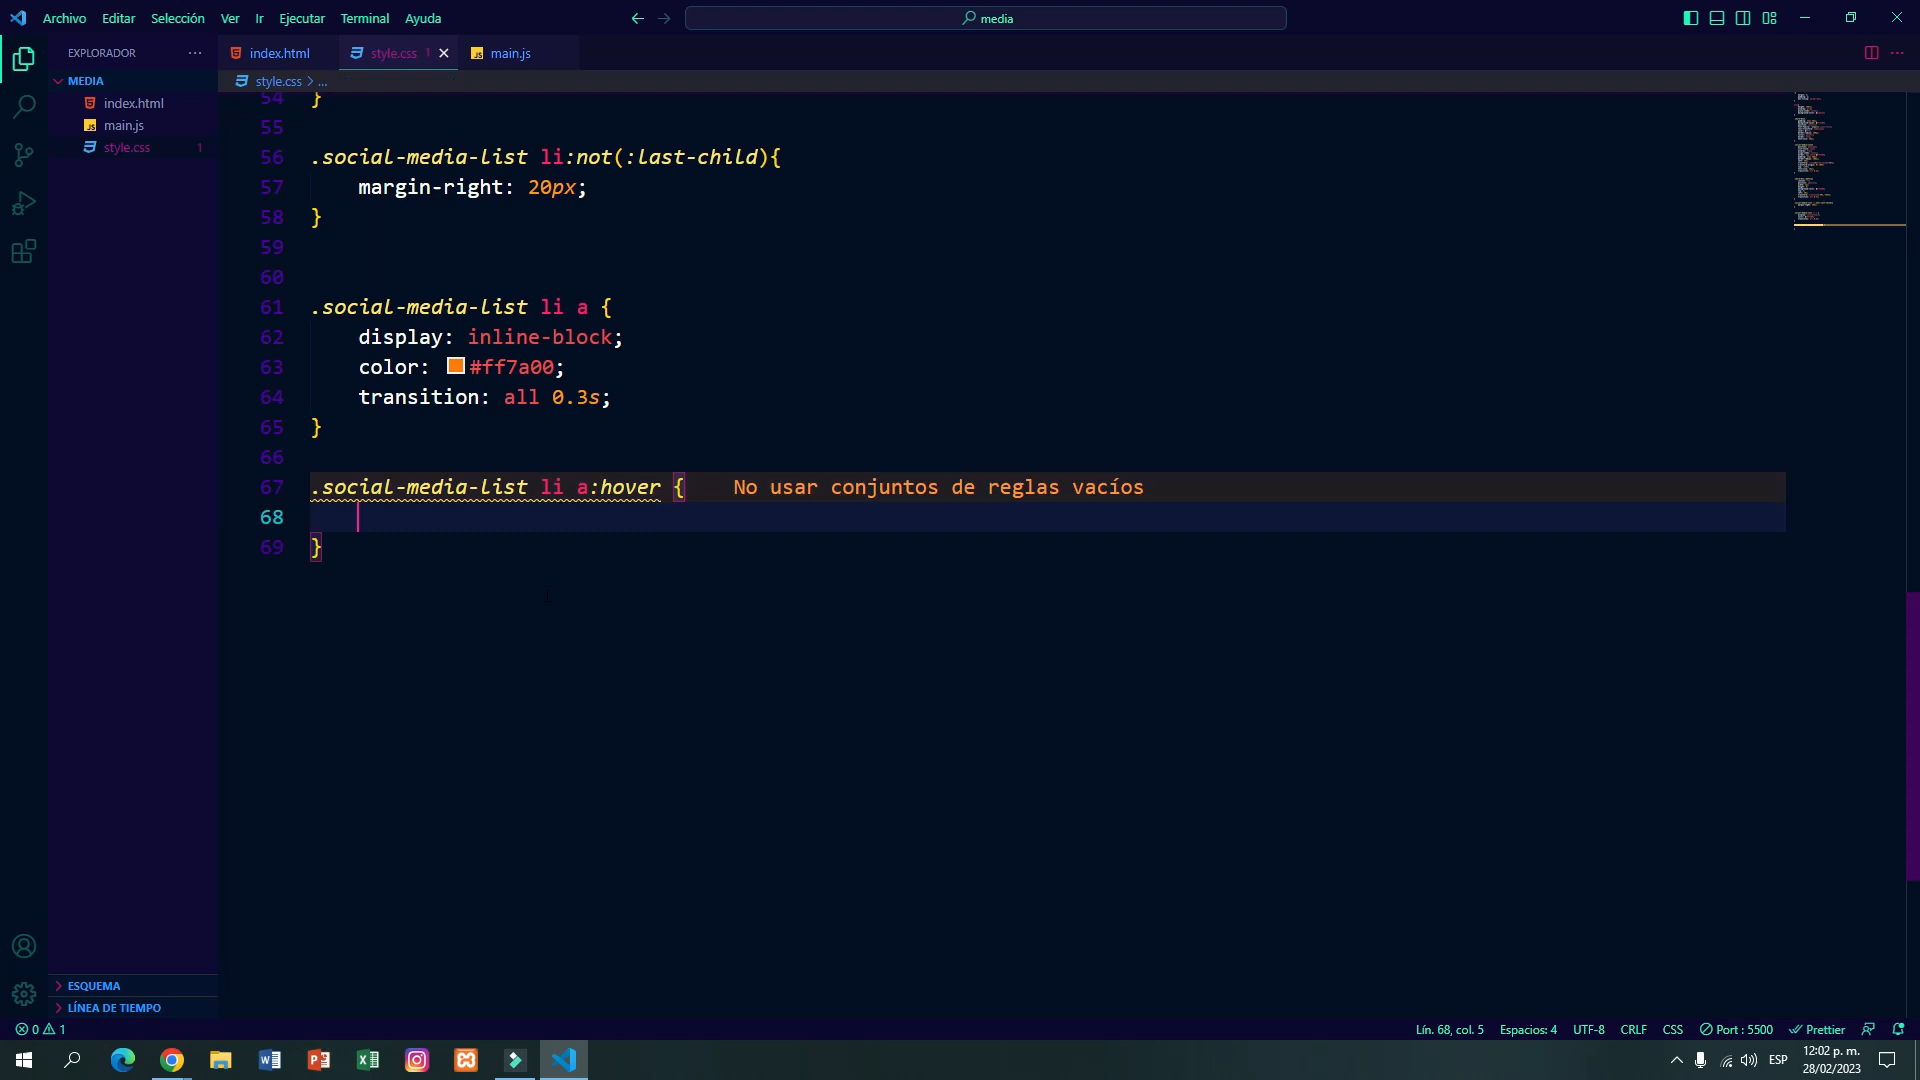 Archivo Editar Selección Ver Ir Ejecutar Terminal Ayuda
media
EXPLORADOR
MEDIA
index.html
main.js
style.css 1
index.html
style.css 1
main.js
style.css > ...
54 }
55
56 .social-media-list li:not(:last-child){
57 margin-right: 20px;
58 }
59
60
61 .social-media-list li a {
62 display: inline-block;
63 color: #ff7a00;
64 transition: all 0.3s;
65 }
66
67 .social-media-list li a:hover { No usar conjuntos de reglas vacíos
68
69 }
ESQUEMA
LÍNEA DE TIEMPO
0 1
Lín. 68, col. 5 Espacios: 4 UTF-8 CRLF CSS Port : 5500 Prettier
ESP
12:02 p. m.
28/02/2023